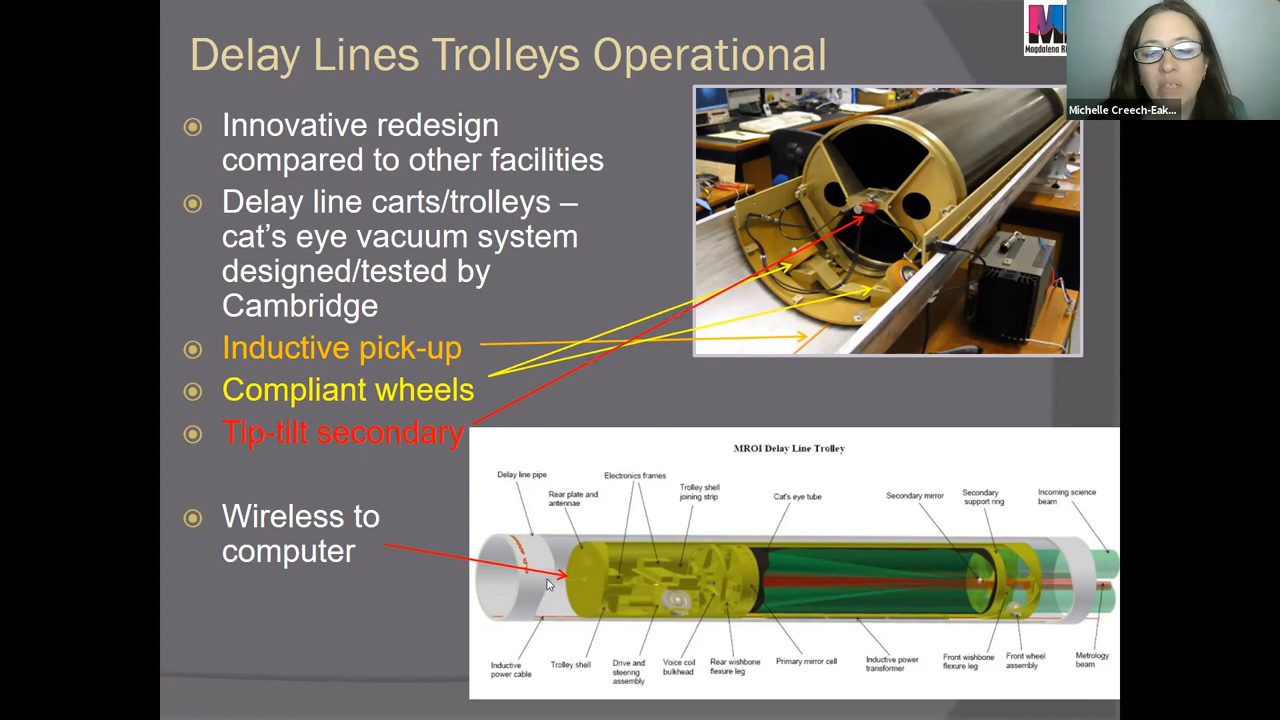 Delay Lines Trolleys Operational
Innovative redesign
compared to other facilities
Delay line carts/trolleys –
cat's eye vacuum system
designed/tested by
Cambridge
Inductive pick-up
Compliant wheels
Tip-tilt secondary
Wireless to
computer
Michelle Creech-Eak...
MROI Delay Line Trolley
Delay line pipe
Rear plate and
antennae
Electronics frames
Trolley shell
joining strip
Cat's eye tube
Secondary mirror
Secondary
support ring
Incoming science
beam
Inductive
power cable
Trolley shell
Drive and
steering
assembly
Voice coil
bulkhead
Rear wishbone
flexure leg
Primary mirror cell
Inductive power
transformer
Front wishbone
flexure leg
Front wheel
assembly
Metrology
beam